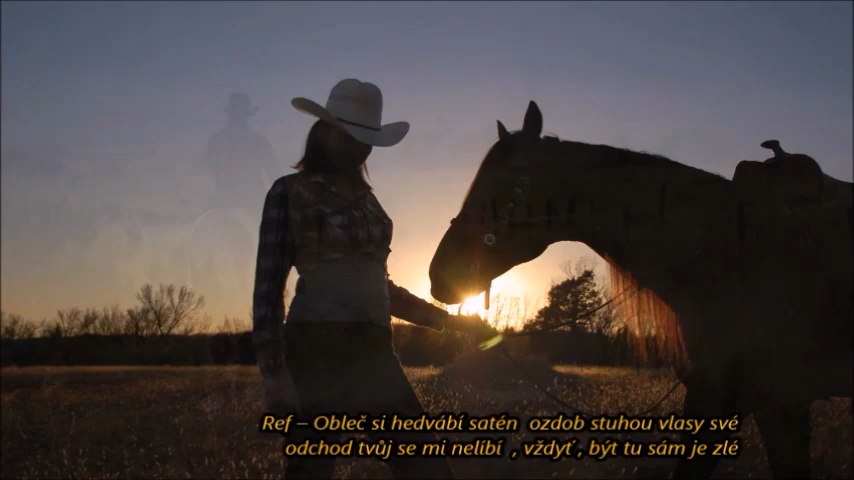 Ref – Obleč si hedvábí satén  ozdob stuhou vlasy své
odchod tvůj se mi nelíbí  , vždyť , být tu sám je zlé